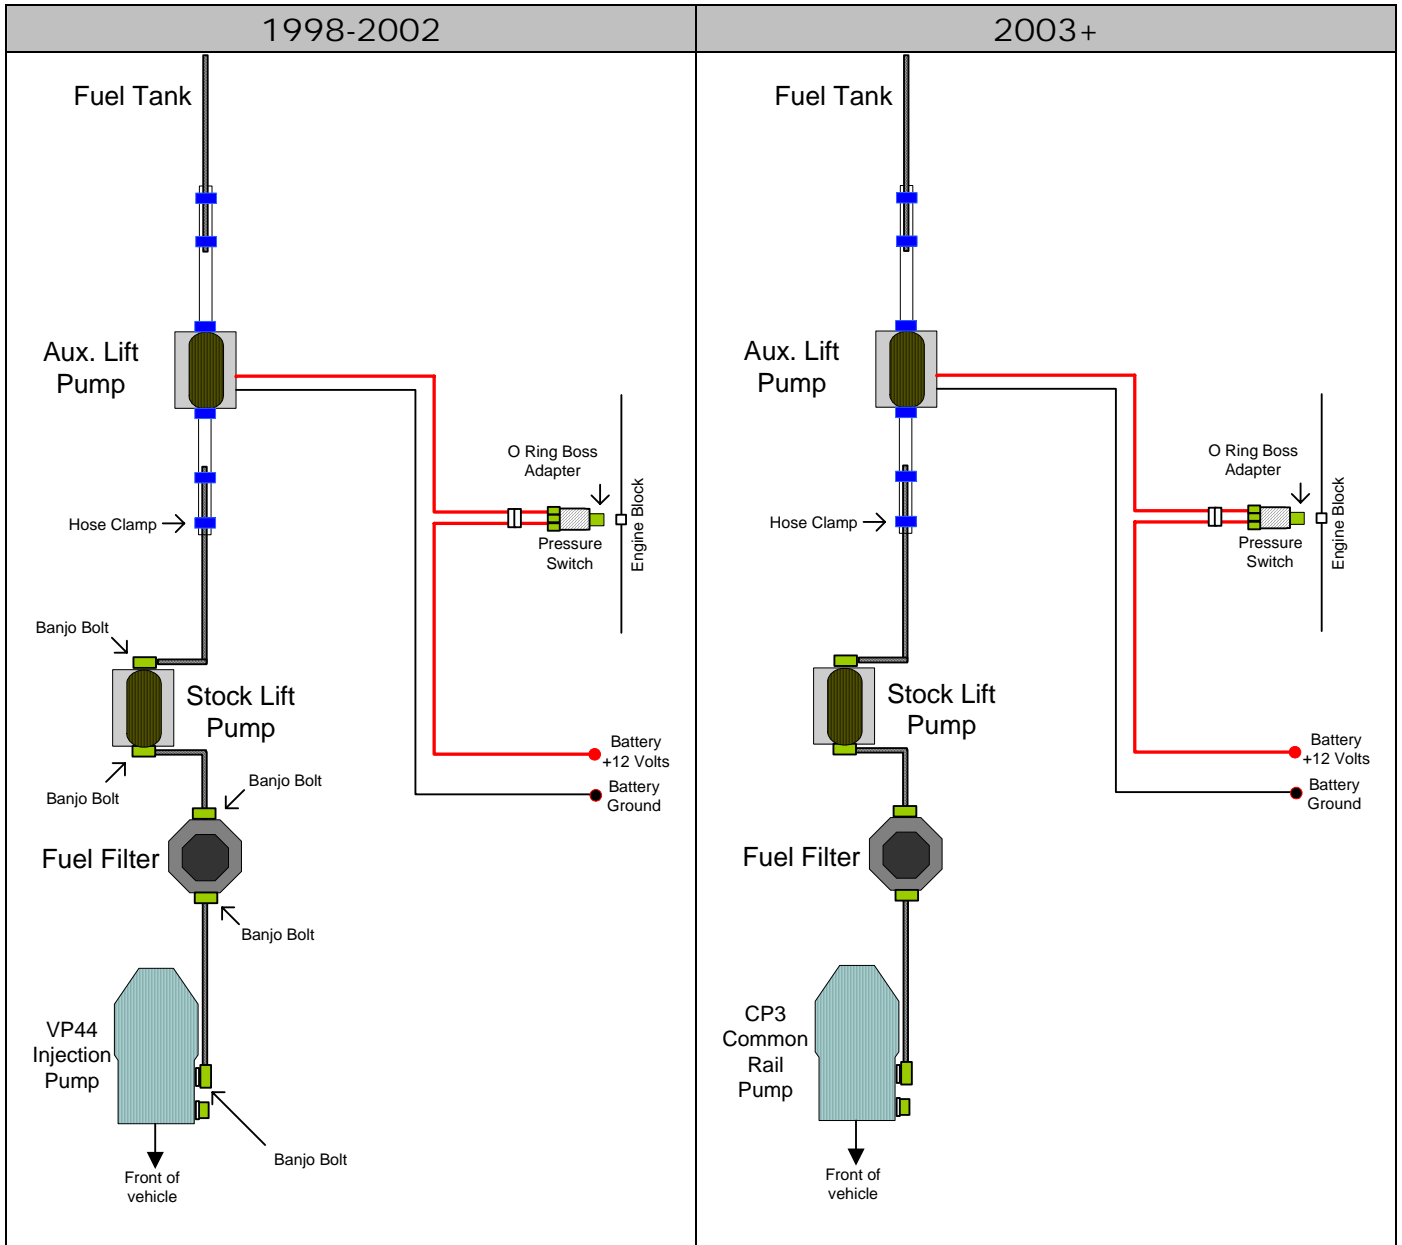 1998-2002
Fuel Tank
Aux. Lift
Pump
O Ring Boss
Adapter
Hose Clamp
Pressure
Switch
Engine Block
Banjo Bolt
Stock Lift
Pump
Battery
+12 Volts
Banjo Bolt
Banjo Bolt
Battery
Ground
Fuel Filter
Banjo Bolt
VP44
Injection
Pump
Banjo Bolt
Front of
vehicle
2003+
Fuel Tank
Aux. Lift
Pump
O Ring Boss
Adapter
Hose Clamp
Pressure
Switch
Engine Block
Stock Lift
Pump
Battery
+12 Volts
Battery
Ground
Fuel Filter
CP3
Common
Rail
Pump
Front of
vehicle